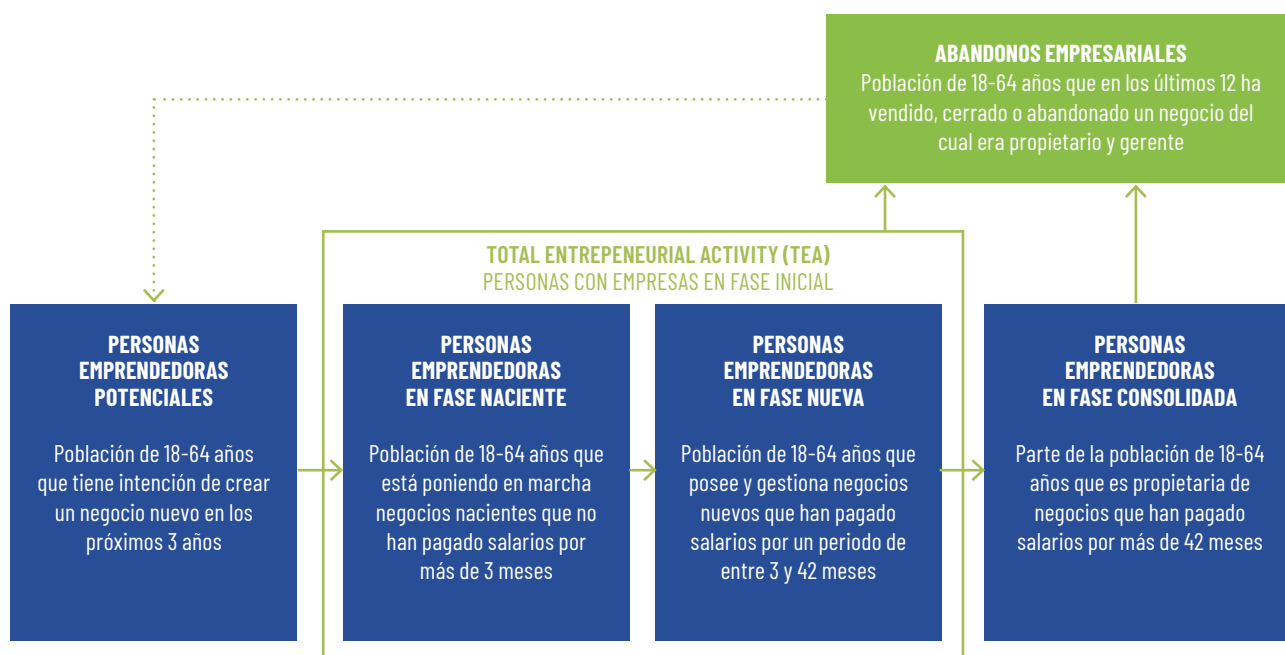 ABANDONOS EMPRESARIALES
Población de 18-64 años que en los últimos 12 ha
vendido, cerrado o abandonado un negocio del
cual era propietario y gerente
TOTAL ENTREPENEURIAL ACTIVITY (TEA)
PERSONAS CON EMPRESAS EN FASE INICIAL
PERSONAS
EMPRENDEDORAS
POTENCIALES
Población de 18-64 años
que tiene intención de crear
un negocio nuevo en los
próximos 3 años
PERSONAS
EMPRENDEDORAS
EN FASE NACIENTE
Población de 18-64 años que
está poniendo en marcha
negocios nacientes que no
han pagado salarios por
más de 3 meses
PERSONAS
EMPRENDEDORAS
EN FASE NUEVA
Población de 18-64 años que
posee y gestiona negocios
nuevos que han pagado
salarios por un periodo de
entre 3 y 42 meses
PERSONAS
EMPRENDEDORAS
EN FASE CONSOLIDADA
Parte de la población de 18-64
años que es propietaria de
negocios que han pagado
salarios por más de 42 meses